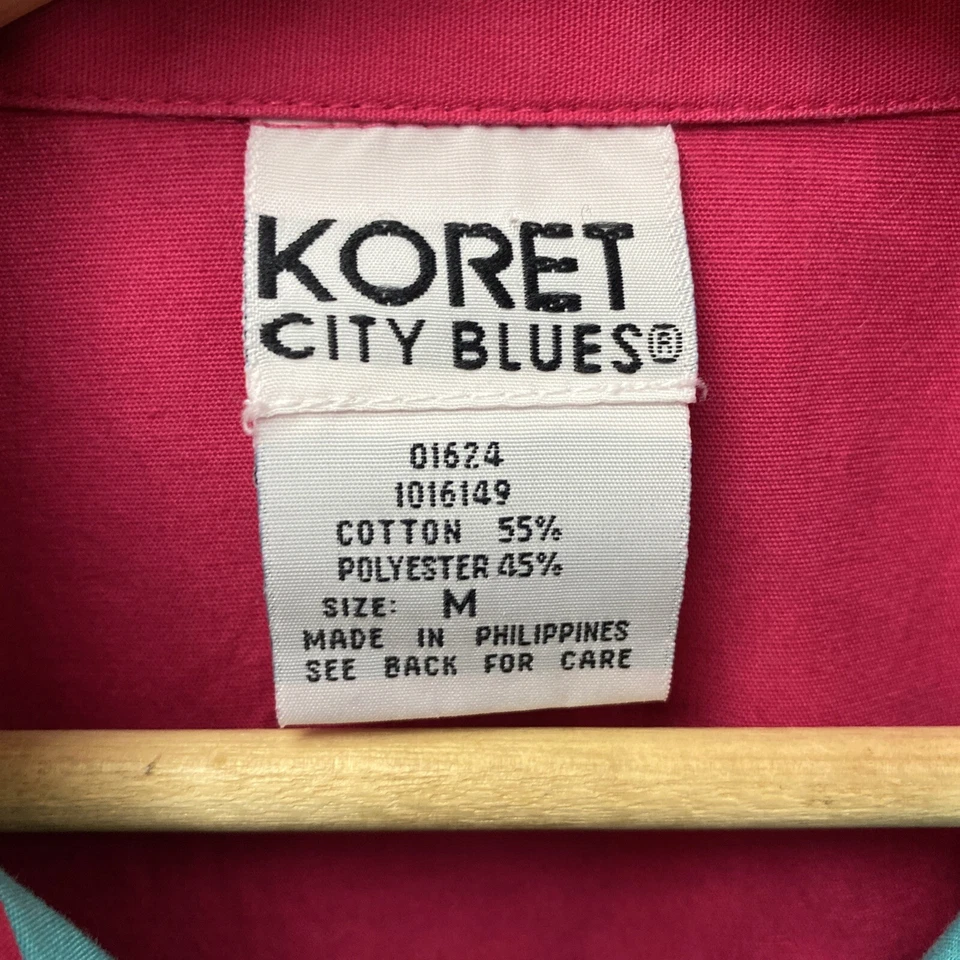 KORET
CITY BLUES®
01624
1016149
COTTON 55%
POLYESTER 45%
SIZE: M
MADE IN PHILIPPINES
SEE BACK FOR CARE